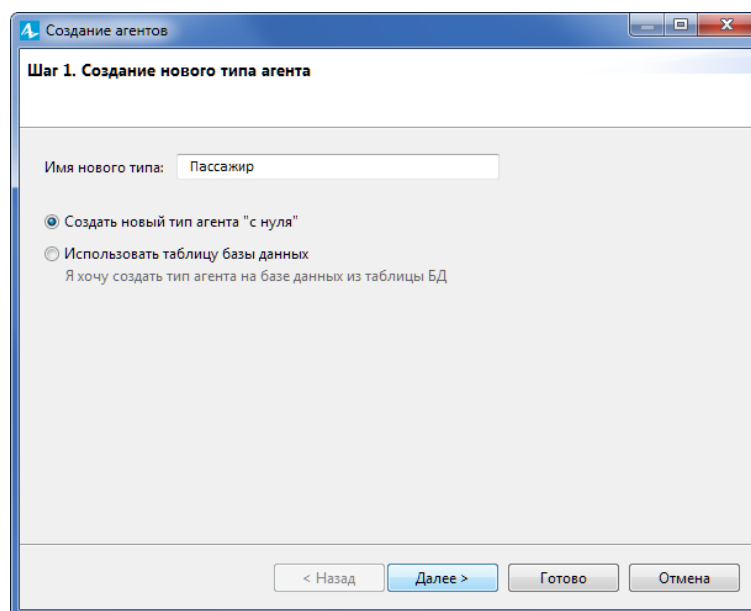 Создание агентов
Шаг 1. Создание нового типа агента
Имя нового типа: Пассажир
Создать новый тип агента "с нуля"
Использовать таблицу базы данных
Я хочу создать тип агента на базе данных из таблицы БД
< Назад Далее > Готово Отмена